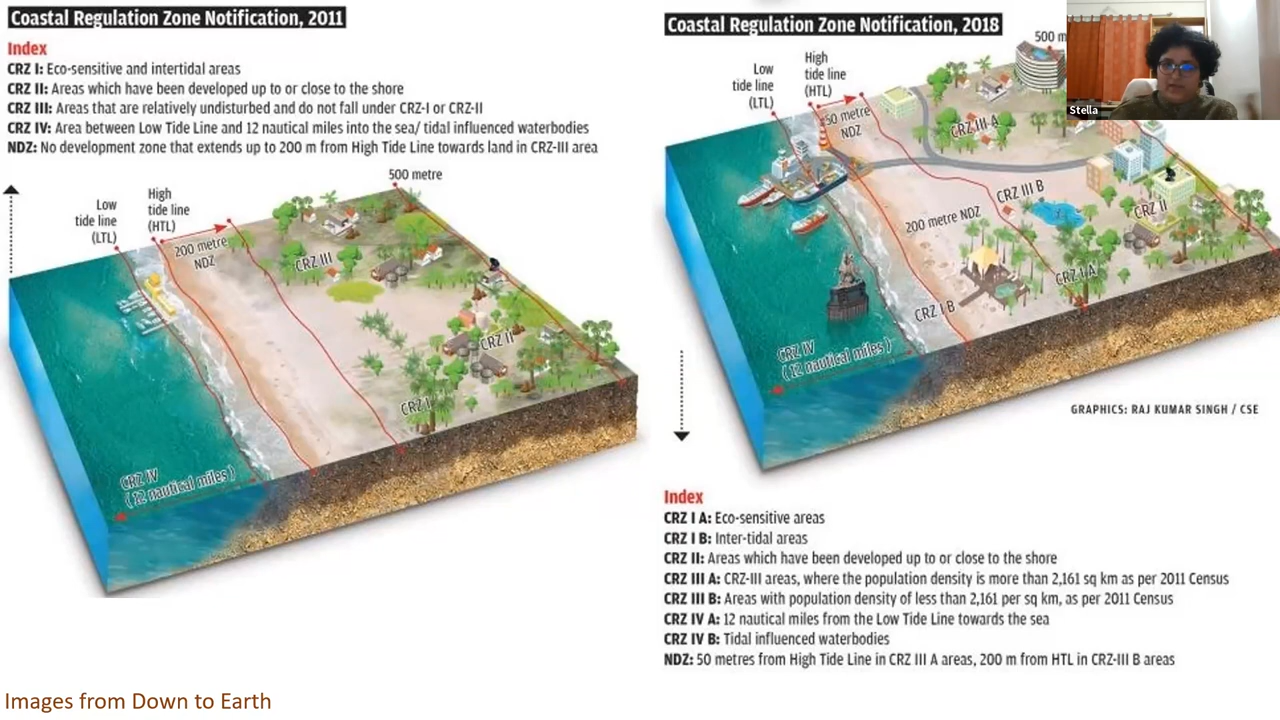 Coastal Regulation Zone Notification, 2011
Index
CRZ I: Eco-sensitive and intertidal areas
CRZ II: Areas which have been developed up to or close to the shore
CRZ III: Areas that are relatively undisturbed and do not fall under CRZ-I or CRZ-II
CRZ IV: Area between Low Tide Line and 12 nautical miles into the sea/ tidal influenced waterbodies
NDZ: No development zone that extends up to 200 m from High Tide Line towards land in CRZ-III area
500 metre
Low
tide line
(LTL)
High
tide line
(HTL)
200 metre
NDZ
CRZ III
CRZ II
CRZ I
CRZ IV
( 12 nautical miles )
Coastal Regulation Zone Notification, 2018
500 m
Stella
Low
tide line
(LTL)
High
tide line
(HTL)
50 metre
NDZ
CRZ III A
CRZ III B
200 metre NDZ
CRZ II
CRZ I A
CRZ I B
CRZ IV
( 12 nautical miles )
GRAPHICS: RAJ KUMAR SINGH / CSE
Index
CRZ I A: Eco-sensitive areas
CRZ I B: Inter-tidal areas
CRZ II: Areas which have been developed up to or close to the shore
CRZ III A: CRZ-III areas, where the population density is more than 2,161 sq km as per 2011 Census
CRZ III B: Areas with population density of less than 2,161 per sq km, as per 2011 Census
CRZ IV A: 12 nautical miles from the Low Tide Line towards the sea
CRZ IV B: Tidal influenced waterbodies
NDZ: 50 metres from High Tide Line in CRZ III A areas, 200 m from HTL in CRZ-III B areas
Images from Down to Earth